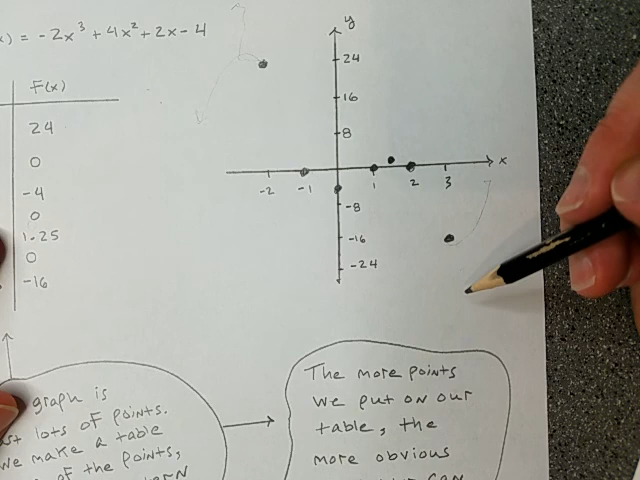 x) = -2x³ + 4x² + 2x - 4
F(x)
24
0
-4
0
1.25
0
-16
y
24
16
8
x
-2 -1 1 2 3
-8
-16
-24
graph is
lots of points.
we make a table
of the points,
The more points
we put on our
table, the
more obvious